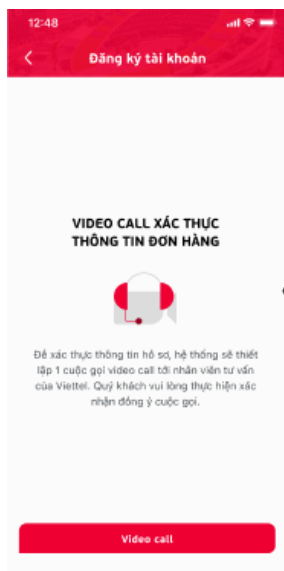 12:48
Đăng ký tài khoản
VIDEO CALL XÁC THỰC
THÔNG TIN ĐƠN HÀNG
Để xác thực thông tin hồ sơ, hệ thống sẽ thiết
lập 1 cuộc gọi video call tới nhân viên tư vấn
của Viettel. Quý khách vui lòng thực hiện xác
nhận đồng ý cuộc gọi.
Video call